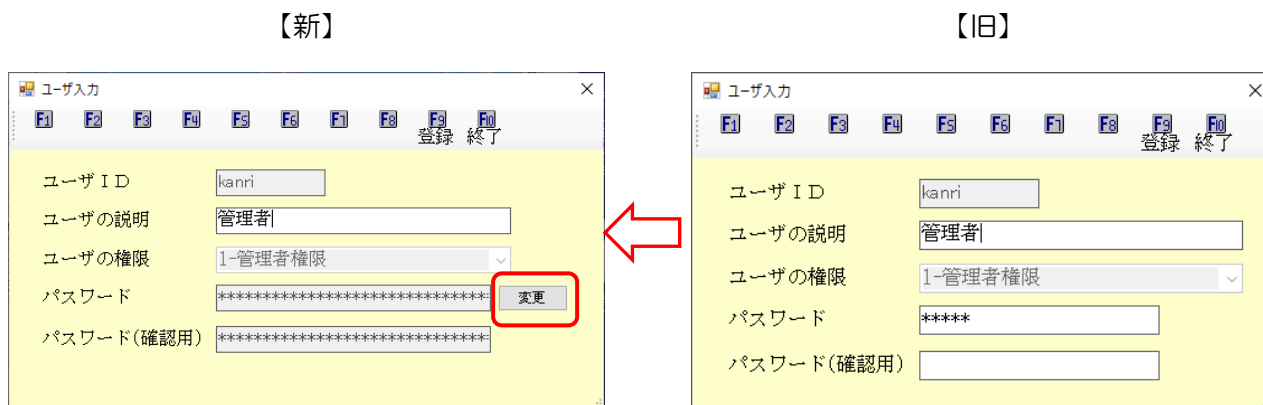 【新】
【旧】
ユーザ入力
F1 F2 F3 F4 F5 F6 F7 F8 F9 F10
登録 終了
ユーザID kanri
ユーザの説明 管理者
ユーザの権限 1-管理者権限
パスワード ******************************* 変更
パスワード(確認用) *******************************
ユーザ入力
F1 F2 F3 F4 F5 F6 F7 F8 F9 F10
登録 終了
ユーザID kanri
ユーザの説明 管理者
ユーザの権限 1-管理者権限
パスワード *****
パスワード(確認用)